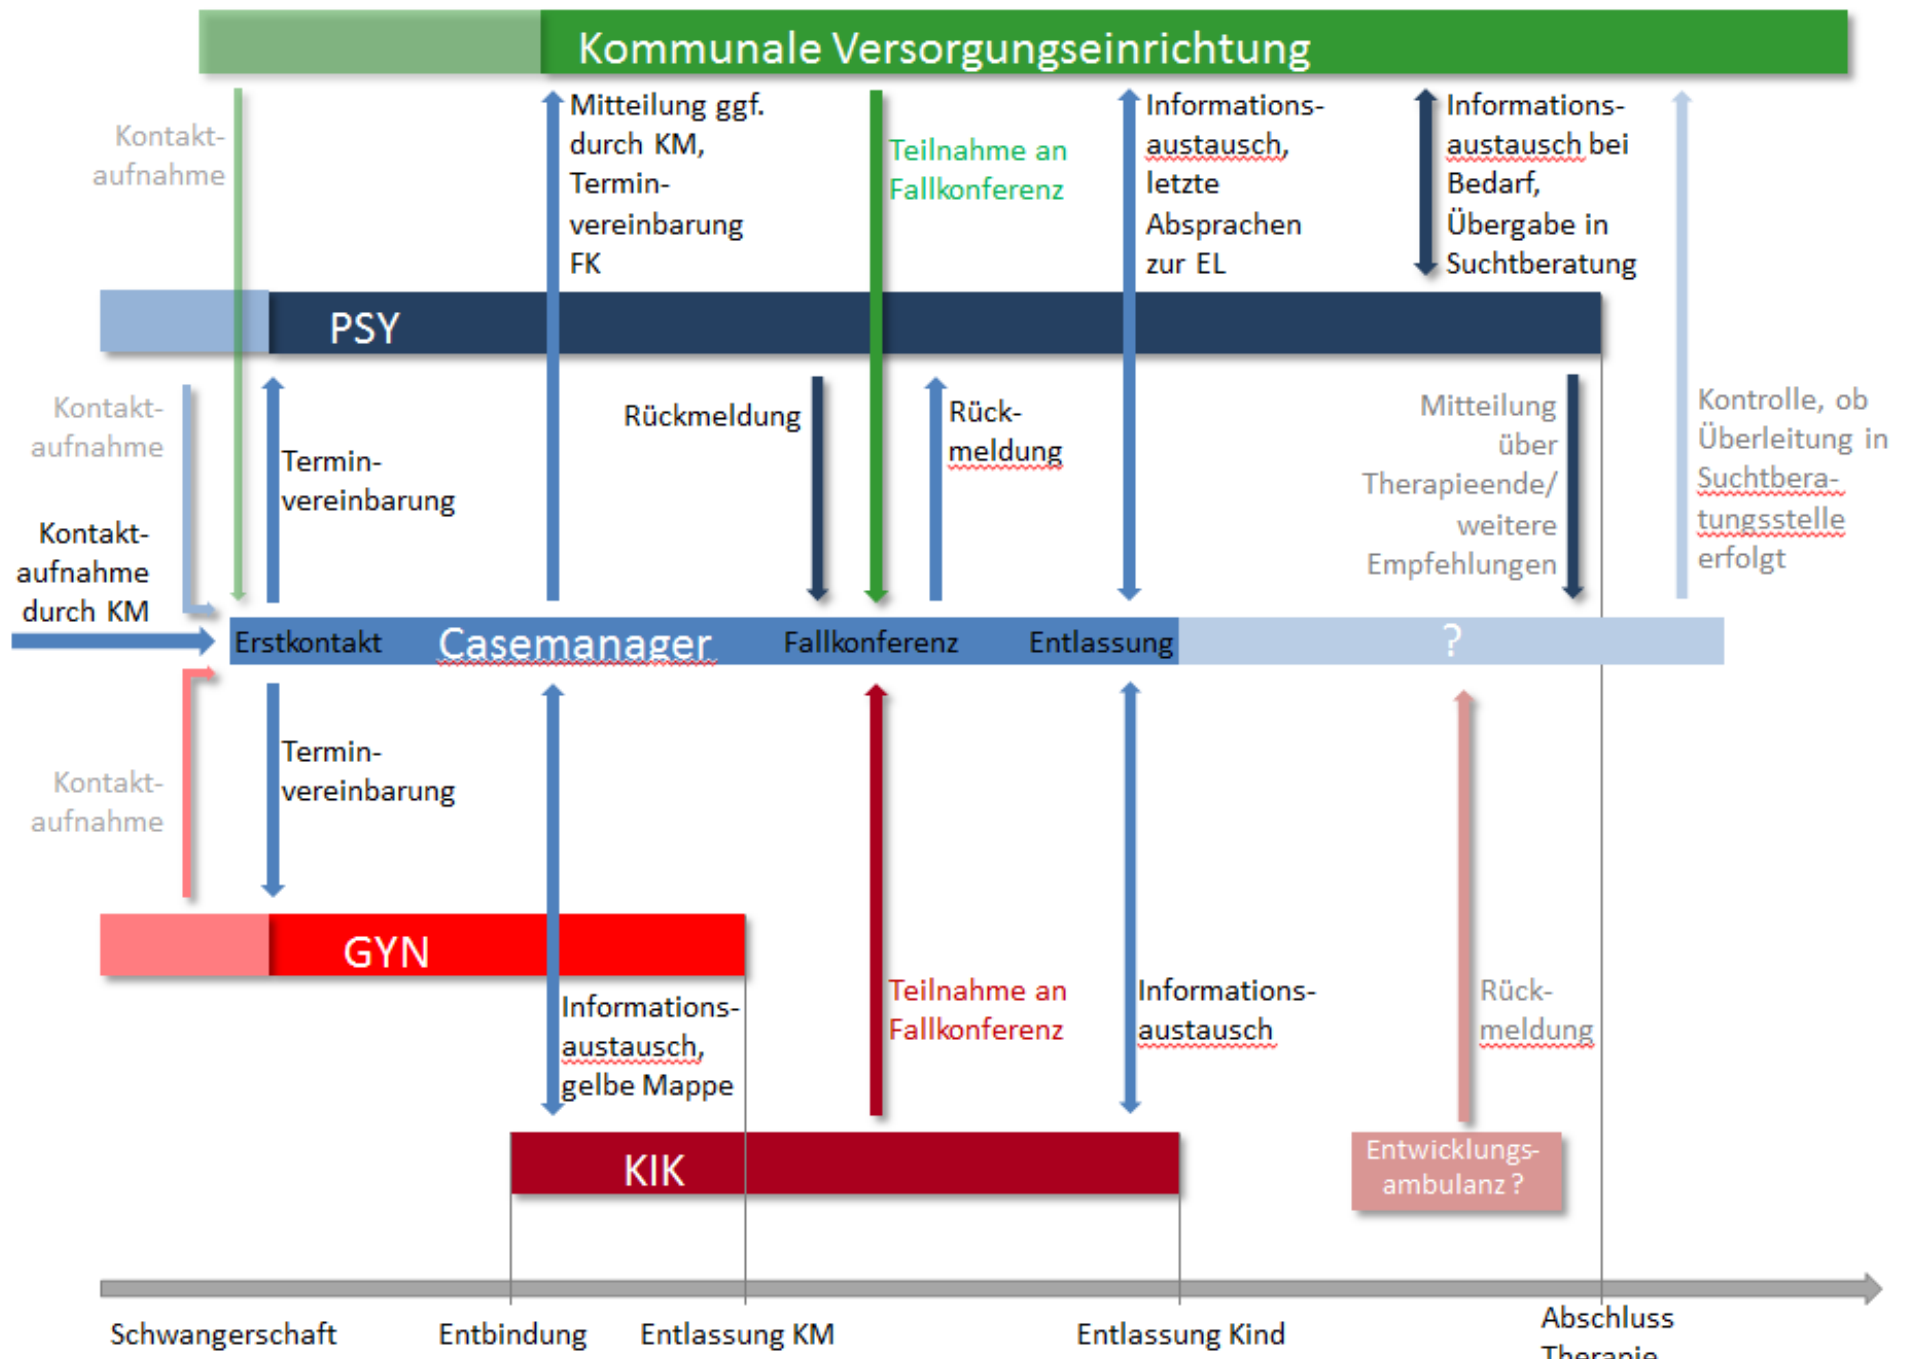 Kommunale Versorgungseinrichtung
Kontakt-
aufnahme
Mitteilung ggf.
durch KM,
Termin-
vereinbarung
FK
Teilnahme an
Fallkonferenz
Informations-
austausch,
letzte
Absprachen
zur EL
Informations-
austausch bei
Bedarf,
Übergabe in
Suchtberatung
PSY
Kontakt-
aufnahme
Termin-
vereinbarung
Rückmeldung
Rück-
meldung
Mitteilung
über
Therapieende/
weitere
Empfehlungen
Kontrolle, ob
Überleitung in
Suchtbera-
tungsstelle
erfolgt
Kontakt-
aufnahme
durch KM
Erstkontakt
Casemanager
Fallkonferenz
Entlassung
?
Kontakt-
aufnahme
Termin-
vereinbarung
GYN
Informations-
austausch,
gelbe Mappe
Teilnahme an
Fallkonferenz
Informations-
austausch
Rück-
meldung
KIK
Entwicklungs-
ambulanz ?
Schwangerschaft
Entbindung
Entlassung KM
Entlassung Kind
Abschluss
Therapie